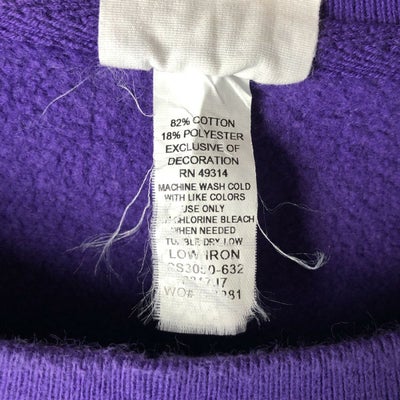 82% COTTON
18% POLYESTER
EXCLUSIVE OF
DECORATION
RN 49314
MACHINE WASH COLD
WITH LIKE COLORS
USE ONLY
CHLORINE BLEACH
WHEN NEEDED
TUMBLE DRY LOW
LOW IRON
WO#